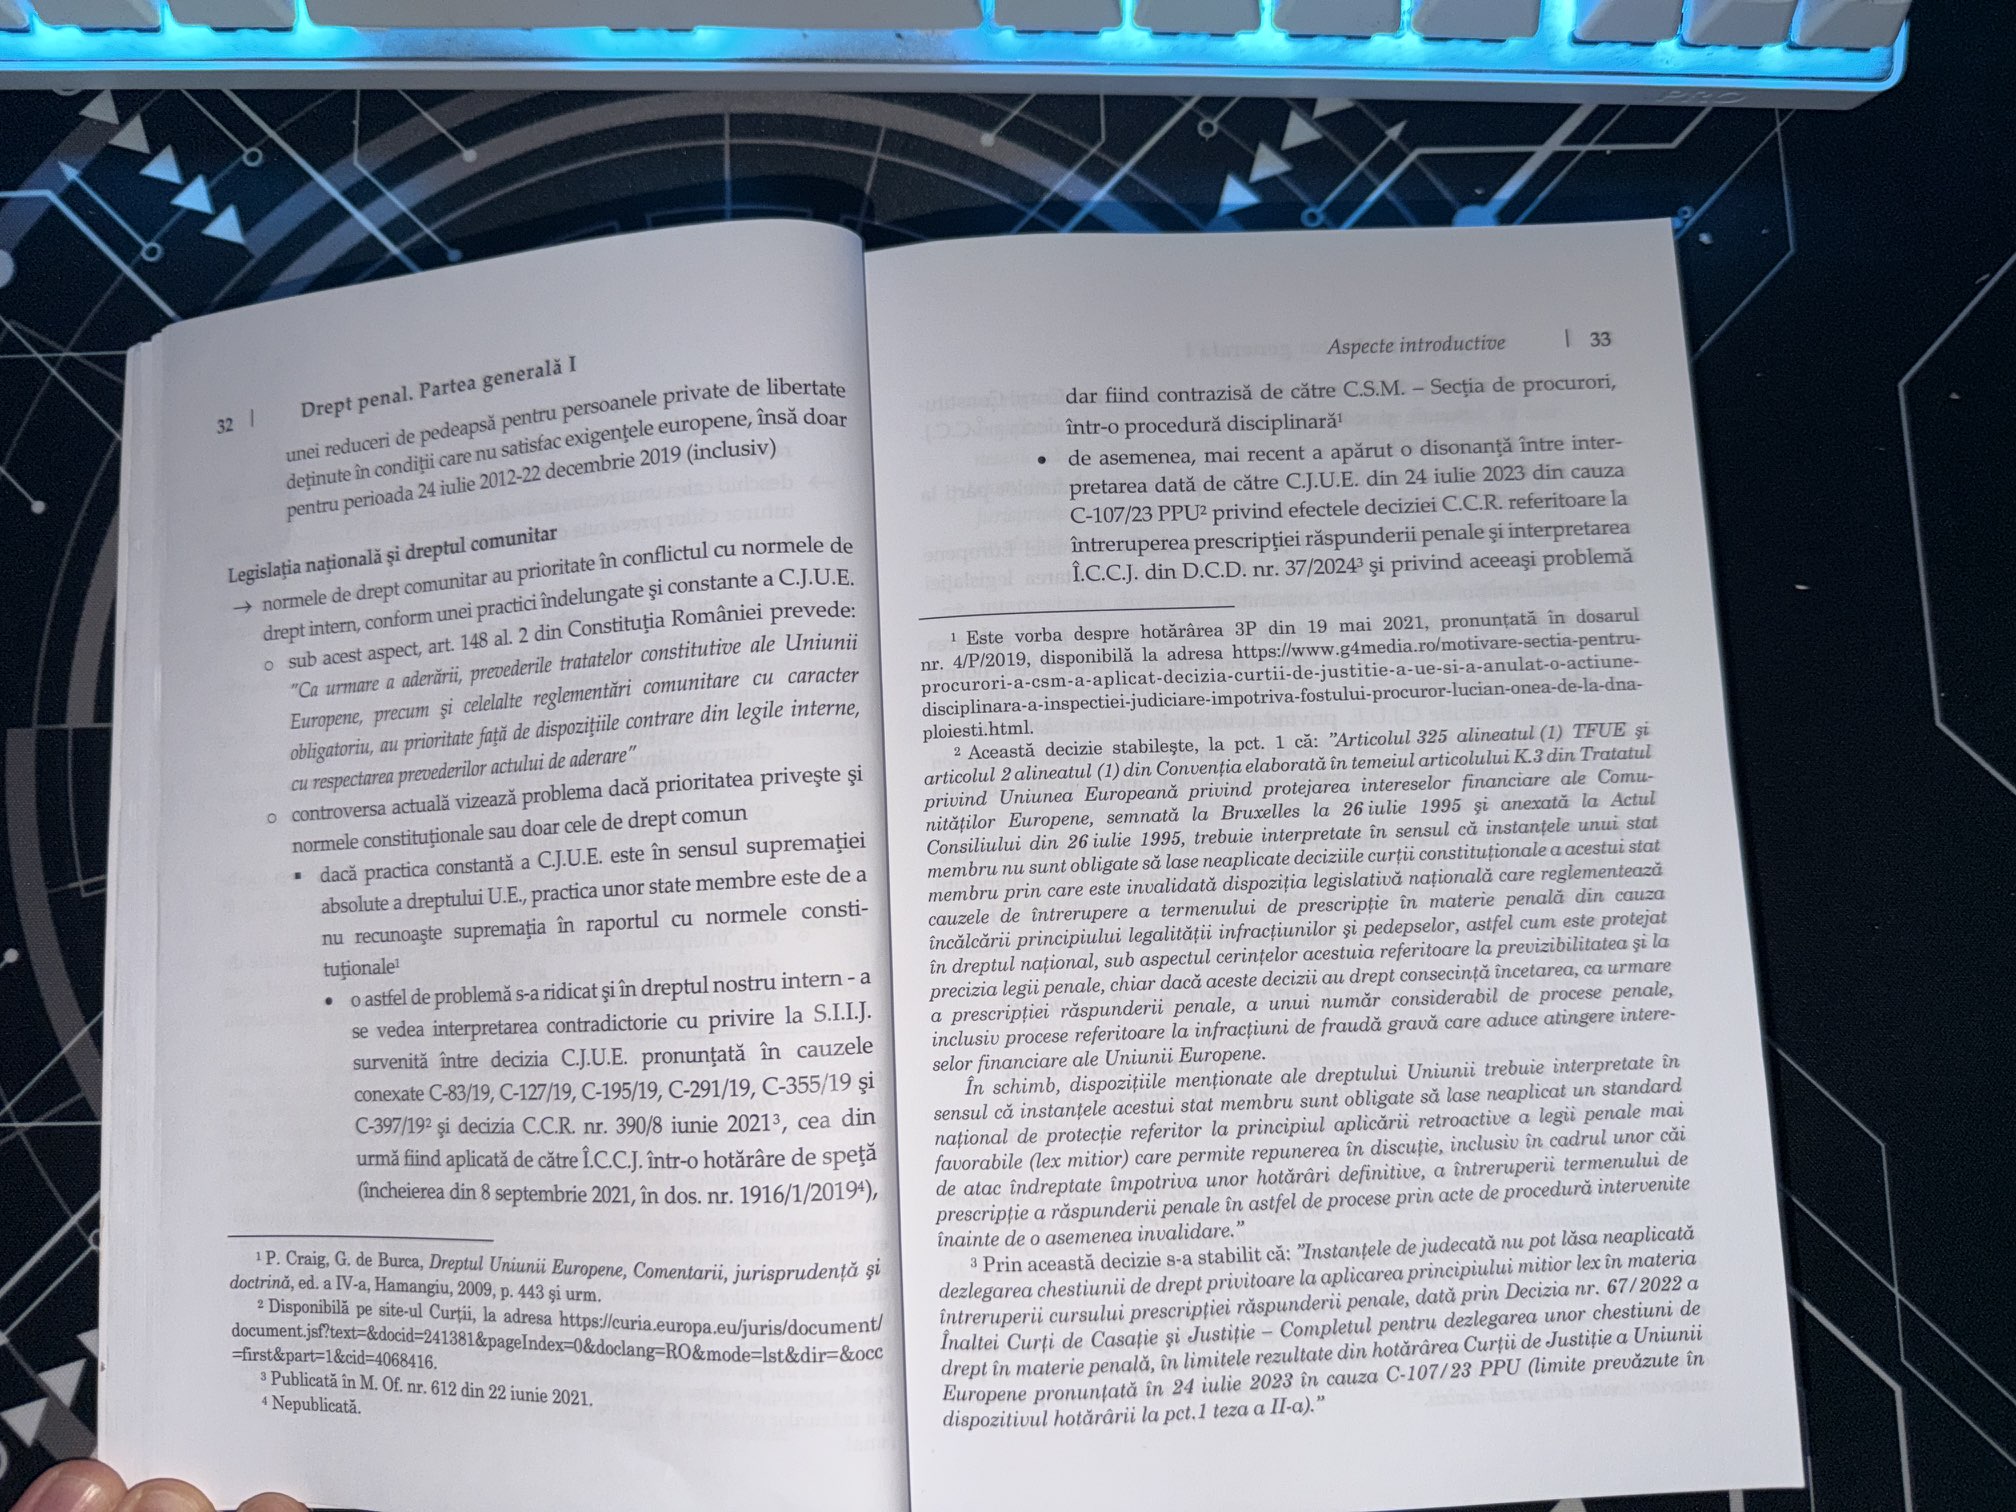 32 | Drept penal. Partea generală I
unei reduceri de pedeapsă pentru persoanele private de libertate
deținute în condiții care nu satisfac exigențele europene, însă doar
pentru perioada 24 iulie 2012-22 decembrie 2019 (inclusiv)
Legislația națională și dreptul comunitar
→ normele de drept comunitar au prioritate în conflictul cu normele de
drept intern, conform unei practici îndelungate și constante a C.J.U.E.
o sub acest aspect, art. 148 al. 2 din Constituția României prevede:
"Ca urmare a aderării, prevederile tratatelor constitutive ale Uniunii
Europene, precum și celelalte reglementări comunitare cu caracter
obligatoriu, au prioritate față de dispozițiile contrare din legile interne,
cu respectarea prevederilor actului de aderare"
o controversa actuală vizează problema dacă prioritatea privește și
normele constituționale sau doar cele de drept comun
▪ dacă practica constantă a C.J.U.E. este în sensul supremației
absolute a dreptului U.E., practica unor state membre este de a
nu recunoaște supremația în raportul cu normele consti-
tuționale¹
• o astfel de problemă s-a ridicat și în dreptul nostru intern - a
se vedea interpretarea contradictorie cu privire la S.I.I.J.
survenită între decizia C.J.U.E. pronunțată în cauzele
conexate C-83/19, C-127/19, C-195/19, C-291/19, C-355/19 și
C-397/19² și decizia C.C.R. nr. 390/8 iunie 2021³, cea din
urmă fiind aplicată de către Î.C.C.J. într-o hotărâre de speță
(încheierea din 8 septembrie 2021, în dos. nr. 1916/1/2019⁴),
¹ P. Craig, G. de Burca, Dreptul Uniunii Europene, Comentarii, jurisprudență și
doctrină, ed. a IV-a, Hamangiu, 2009, p. 443 și urm.
² Disponibilă pe site-ul Curții, la adresa https://curia.europa.eu/juris/document/
document.jsf?text=&docid=241381&pageIndex=0&doclang=RO&mode=lst&dir=&occ
=first&part=1&cid=4068416.
³ Publicată în M. Of. nr. 612 din 22 iunie 2021.
⁴ Nepublicată.
Aspecte introductive | 33
dar fiind contrazisă de către C.S.M. – Secția de procurori,
într-o procedură disciplinară¹
• de asemenea, mai recent a apărut o disonanță între inter-
pretarea dată de către C.J.U.E. din 24 iulie 2023 din cauza
C-107/23 PPU² privind efectele deciziei C.C.R. referitoare la
întreruperea prescripției răspunderii penale și interpretarea
Î.C.C.J. din D.C.D. nr. 37/2024³ și privind aceeași problemă
¹ Este vorba despre hotărârea 3P din 19 mai 2021, pronunțată în dosarul
nr. 4/P/2019, disponibilă la adresa https://www.g4media.ro/motivare-sectia-pentru-
procurori-a-csm-a-aplicat-decizia-curtii-de-justitie-a-ue-si-a-anulat-o-actiune-
disciplinara-a-inspectiei-judiciare-impotriva-fostului-procuror-lucian-onea-de-la-dna-
ploiesti.html.
² Această decizie stabilește, la pct. 1 că: "Articolul 325 alineatul (1) TFUE și
articolul 2 alineatul (1) din Convenția elaborată în temeiul articolului K.3 din Tratatul
privind Uniunea Europeană privind protejarea intereselor financiare ale Comu-
nităților Europene, semnată la Bruxelles la 26 iulie 1995 și anexată la Actul
Consiliului din 26 iulie 1995, trebuie interpretate în sensul că instanțele unui stat
membru nu sunt obligate să lase neaplicate deciziile curții constituționale a acestui stat
membru prin care este invalidată dispoziția legislativă națională care reglementează
cauzele de întrerupere a termenului de prescripție în materie penală din cauza
încălcării principiului legalității infracțiunilor și pedepselor, astfel cum este protejat
în dreptul național, sub aspectul cerințelor acestuia referitoare la previzibilitatea și la
precizia legii penale, chiar dacă aceste decizii au drept consecință încetarea, ca urmare
a prescripției răspunderii penale, a unui număr considerabil de procese penale,
inclusiv procese referitoare la infracțiuni de fraudă gravă care aduce atingere intere-
selor financiare ale Uniunii Europene.
În schimb, dispozițiile menționate ale dreptului Uniunii trebuie interpretate în
sensul că instanțele acestui stat membru sunt obligate să lase neaplicat un standard
național de protecție referitor la principiul aplicării retroactive a legii penale mai
favorabile (lex mitior) care permite repunerea în discuție, inclusiv în cadrul unor căi
de atac îndreptate împotriva unor hotărâri definitive, a întreruperii termenului de
prescripție a răspunderii penale în astfel de procese prin acte de procedură intervenite
înainte de o asemenea invalidare."
³ Prin această decizie s-a stabilit că: "Instanțele de judecată nu pot lăsa neaplicată
dezlegarea chestiunii de drept privitoare la aplicarea principiului mitior lex în materia
întreruperii cursului prescripției răspunderii penale, dată prin Decizia nr. 67/2022 a
Înaltei Curți de Casație și Justiție – Completul pentru dezlegarea unor chestiuni de
drept în materie penală, în limitele rezultate din hotărârea Curții de Justiție a Uniunii
Europene pronunțată în 24 iulie 2023 în cauza C-107/23 PPU (limite prevăzute în
dispozitivul hotărârii la pct.1 teza a II-a)."